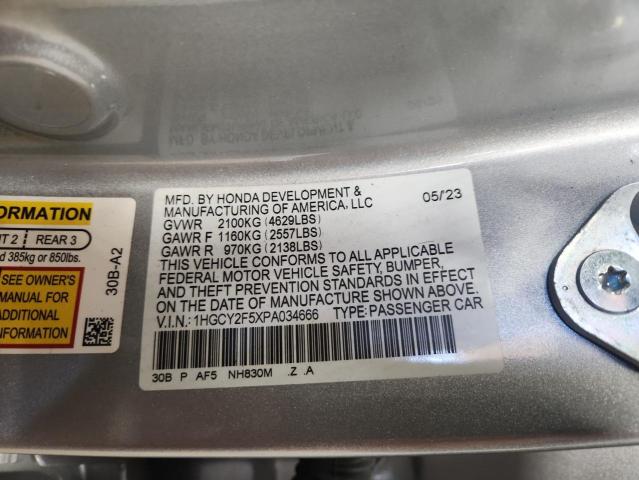 ORMATION
NT 2 REAR 3
d 385kg or 850lbs.
SEE OWNER'S
MANUAL FOR
ADDITIONAL
INFORMATION
30B-A2
MFD. BY HONDA DEVELOPMENT & 05/'23
MANUFACTURING OF AMERICA, LLC
GVWR 2100KG (4629LBS)
GAWR F 1160KG (2557LBS)
GAWR R 970KG (2138LBS)
THIS VEHICLE CONFORMS TO ALL APPLICABLE
FEDERAL MOTOR VEHICLE SAFETY, BUMPER,
AND THEFT PREVENTION STANDARDS IN EFFECT
ON THE DATE OF MANUFACTURE SHOWN ABOVE.
V.I.N.: 1HGCY2F5XPA034666 TYPE: PASSENGER CAR
30B P AF5 NH830M .Z .A